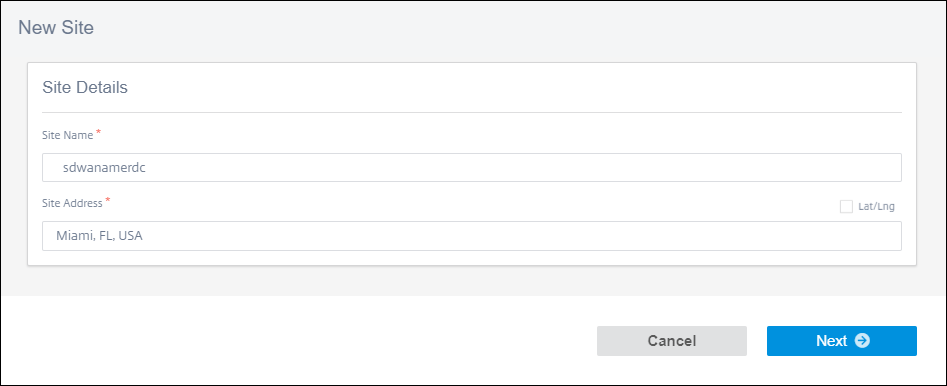 New Site
Site Details
Site Name *
sdwanamerdc
Site Address *
Lat/Lng
Miami, FL, USA
Cancel
Next